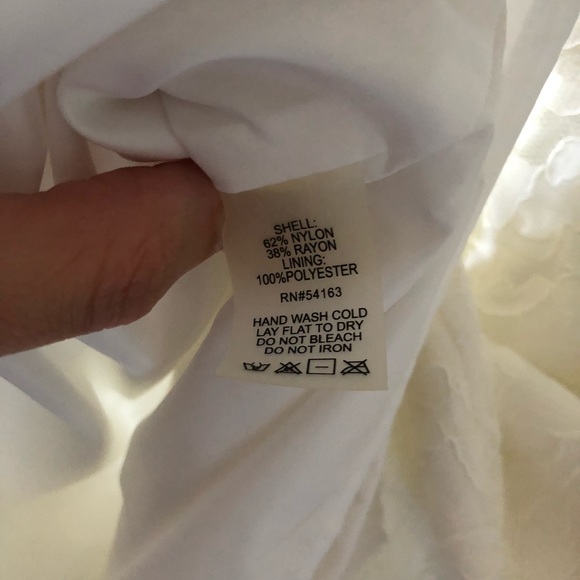 SHELL:
62% NYLON
38% RAYON
LINING:
100%POLYESTER
RN#54163
HAND WASH COLD
LAY FLAT TO DRY
DO NOT BLEACH
DO NOT IRON